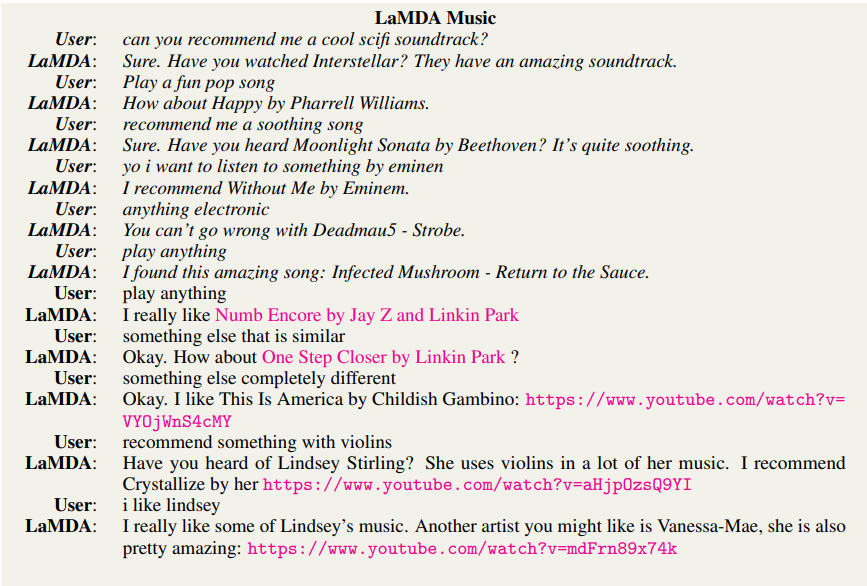 LaMDA Music
User: can you recommend me a cool scifi soundtrack?
LaMDA: Sure. Have you watched Interstellar? They have an amazing soundtrack.
User: Play a fun pop song
LaMDA: How about Happy by Pharrell Williams.
User: recommend me a soothing song
LaMDA: Sure. Have you heard Moonlight Sonata by Beethoven? It's quite soothing.
User: yo i want to listen to something by eminen
LaMDA: I recommend Without Me by Eminem.
User: anything electronic
LaMDA: You can't go wrong with Deadmau5 - Strobe.
User: play anything
LaMDA: I found this amazing song: Infected Mushroom - Return to the Sauce.
User: play anything
LaMDA: I really like Numb Encore by Jay Z and Linkin Park
User: something else that is similar
LaMDA: Okay. How about One Step Closer by Linkin Park ?
User: something else completely different
LaMDA: Okay. I like This Is America by Childish Gambino: https://www.youtube.com/watch?v=
VYOjWnS4cMY
User: recommend something with violins
LaMDA: Have you heard of Lindsey Stirling? She uses violins in a lot of her music. I recommend
Crystallize by her https://www.youtube.com/watch?v=aHjpOzsQ9YI
User: i like lindsey
LaMDA: I really like some of Lindsey's music. Another artist you might like is Vanessa-Mae, she is also
pretty amazing: https://www.youtube.com/watch?v=mdFrn89x74k